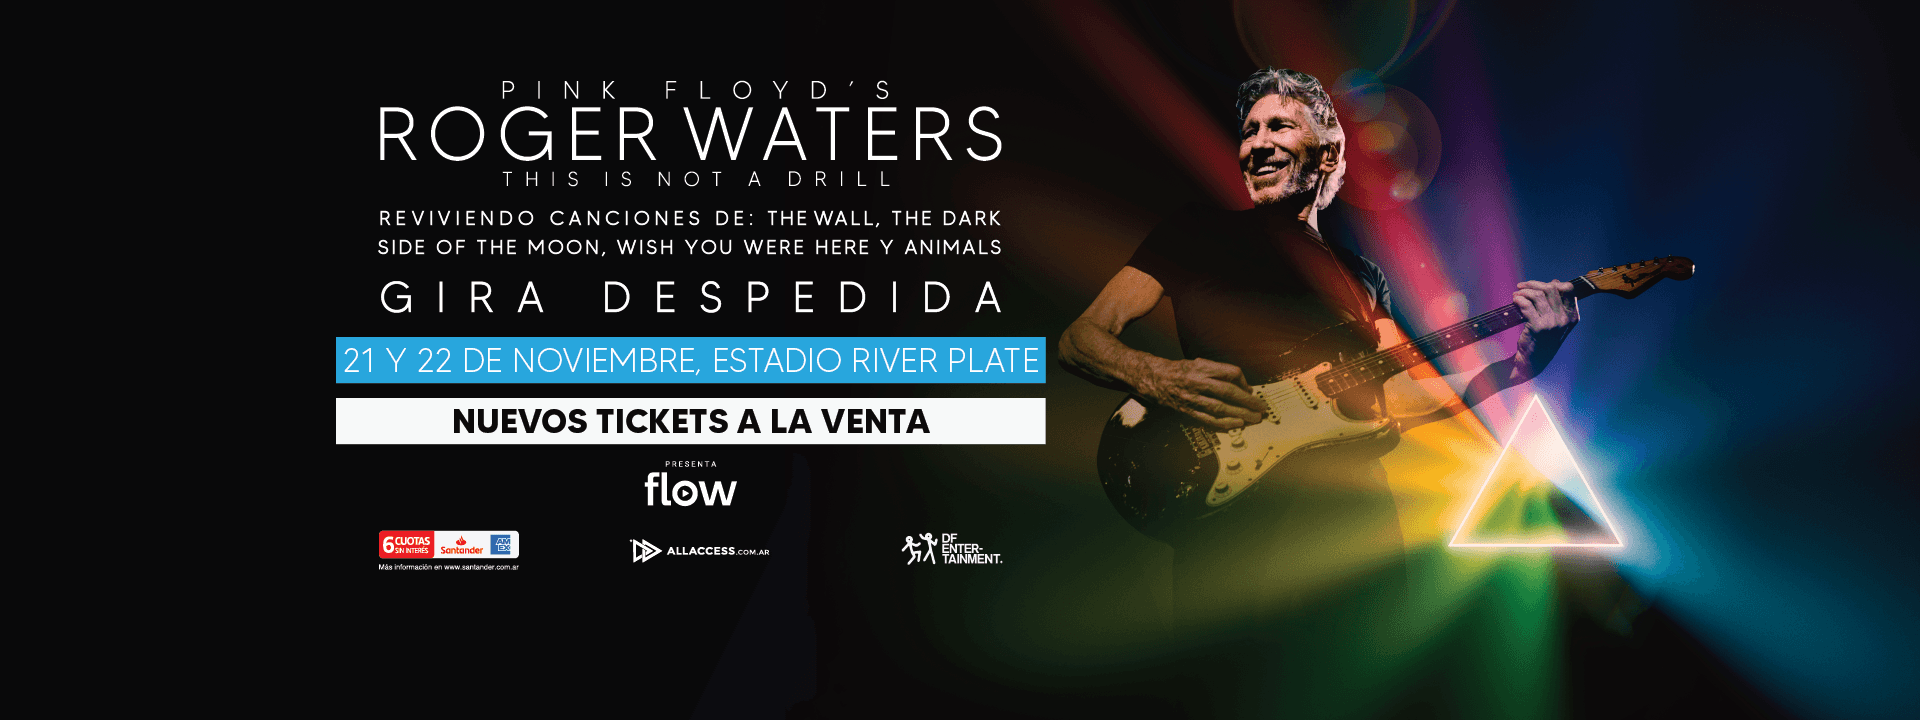 PINK FLOYD'S
ROGER WATERS
THIS IS NOT A DRILL
REVIVIENDO CANCIONES DE: THE WALL, THE DARK
SIDE OF THE MOON, WISH YOU WERE HERE Y ANIMALS
GIRA DESPEDIDA
21 Y 22 DE NOVIEMBRE, ESTADIO RIVER PLATE
NUEVOS TICKETS A LA VENTA
PRESENTA
flow
6 CUOTAS
SIN INTERÉS
Santander
AM
EX
Más información en www.santander.com.ar
ALLACCESS.COM.AR
DF
ENTER-
TAINMENT.